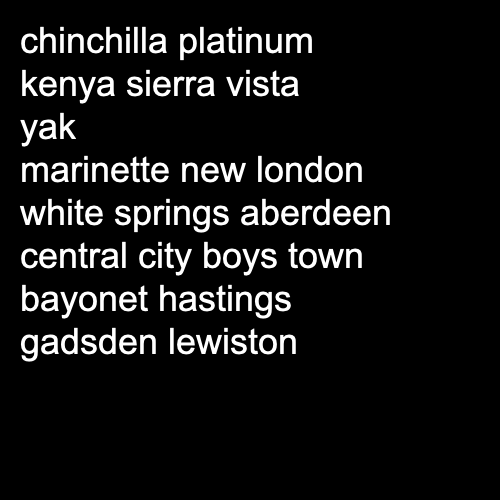 chinchilla platinum
kenya sierra vista
yak
marinette new london
white springs aberdeen
central city boys town
bayonet hastings
gadsden lewiston